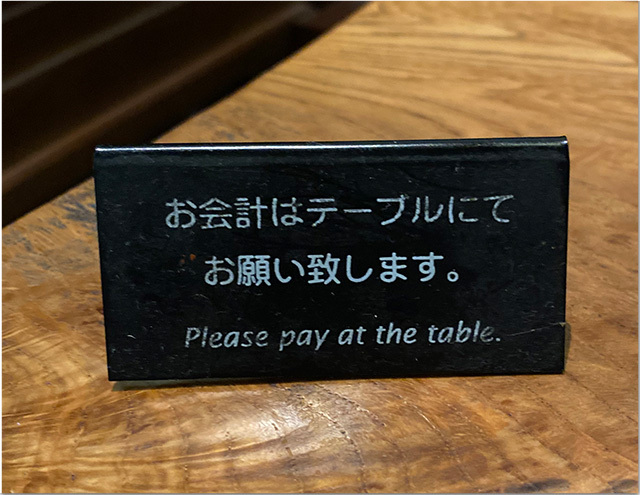 お会計はテーブルにて
お願い致します。
Please pay at the table.